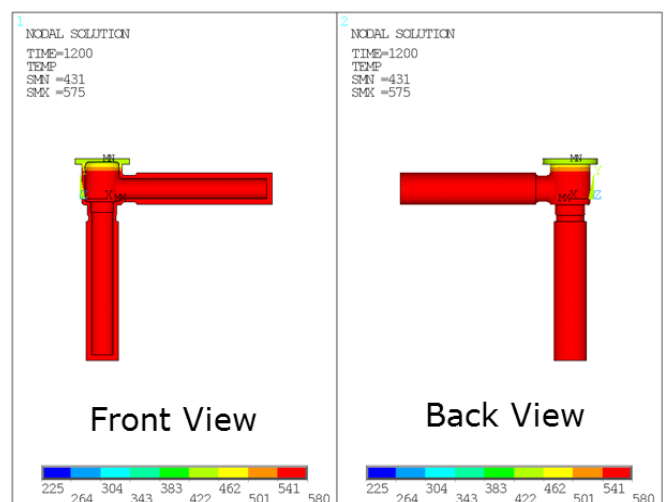 1
NODAL SOLUTION
TIME=1200
TEMP
SMN =431
SMX =575
MN
X
Front View
225 304 383 462 541
264 343 422 501 580
2
NODAL SOLUTION
TIME=1200
TEMP
SMN =431
SMX =575
MN
Y
X
Z
Back View
225 304 383 462 541
264 343 422 501 580